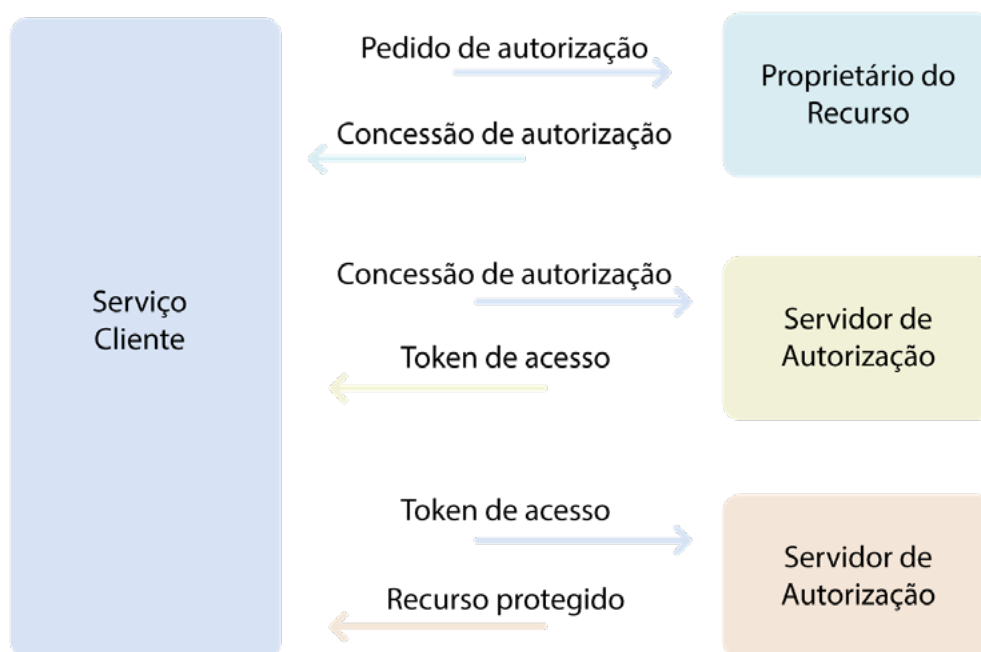 Pedido de autorização
Proprietário do
Recurso
Concessão de autorização
Serviço
Cliente
Concessão de autorização
Servidor de
Autorização
Token de acesso
Token de acesso
Servidor de
Autorização
Recurso protegido